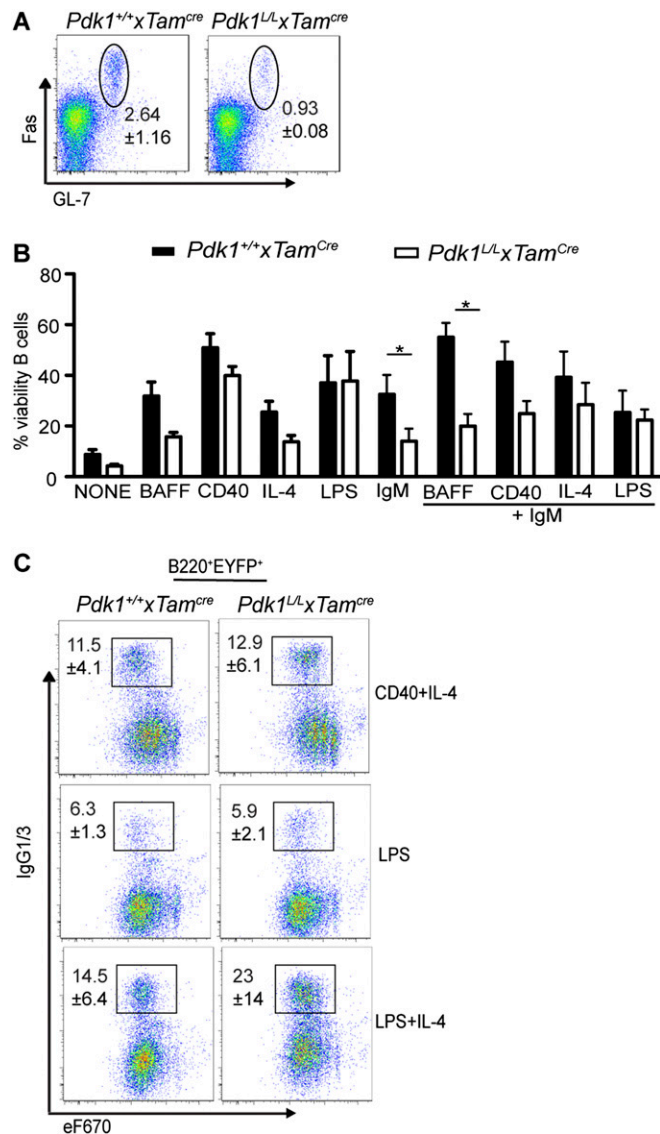 A
Pdk1+/+xTamcre Pdk1L/LxTamcre
Fas
2.64
±1.16
0.93
±0.08
GL-7
B
Pdk1+/+xTamCre Pdk1L/LxTamCre
% viability B cells
80
60
40
20
0
* *
NONE BAFF CD40 IL-4 LPS IgM BAFF CD40 IL-4 LPS
+ IgM
C
B220+EYFP+
Pdk1+/+xTamcre Pdk1L/LxTamcre
IgG1/3
11.5
±4.1
12.9
±6.1
CD40+IL-4
6.3
±1.3
5.9
±2.1
LPS
14.5
±6.4
23
±14
LPS+IL-4
eF670